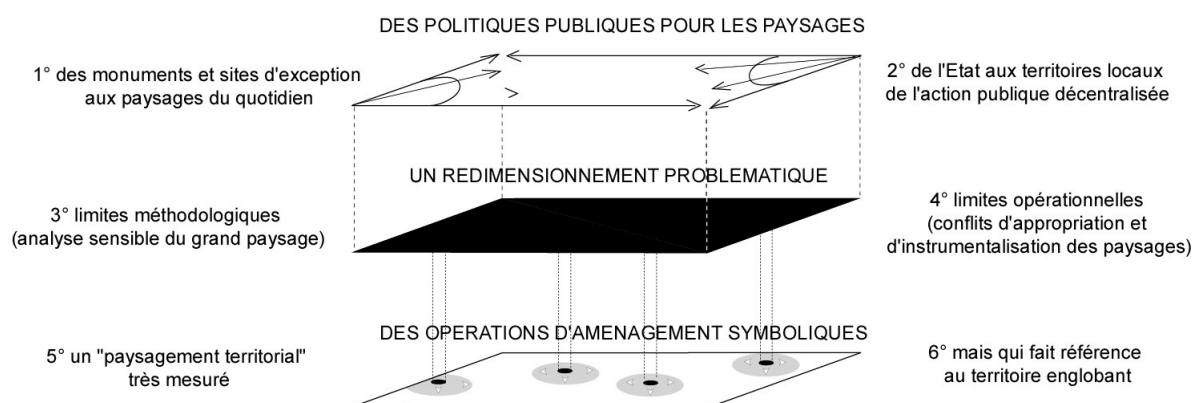 DES POLITIQUES PUBLIQUES POUR LES PAYSAGES
1° des monuments et sites d'exception
aux paysages du quotidien
2° de l'Etat aux territoires locaux
de l'action publique décentralisée
UN REDIMENSIONNEMENT PROBLEMATIQUE
3° limites méthodologiques
(analyse sensible du grand paysage)
4° limites opérationnelles
(conflits d'appropriation et
d'instrumentalisation des paysages)
DES OPERATIONS D'AMENAGEMENT SYMBOLIQUES
5° un "paysagement territorial"
très mesuré
6° mais qui fait référence
au territoire englobant